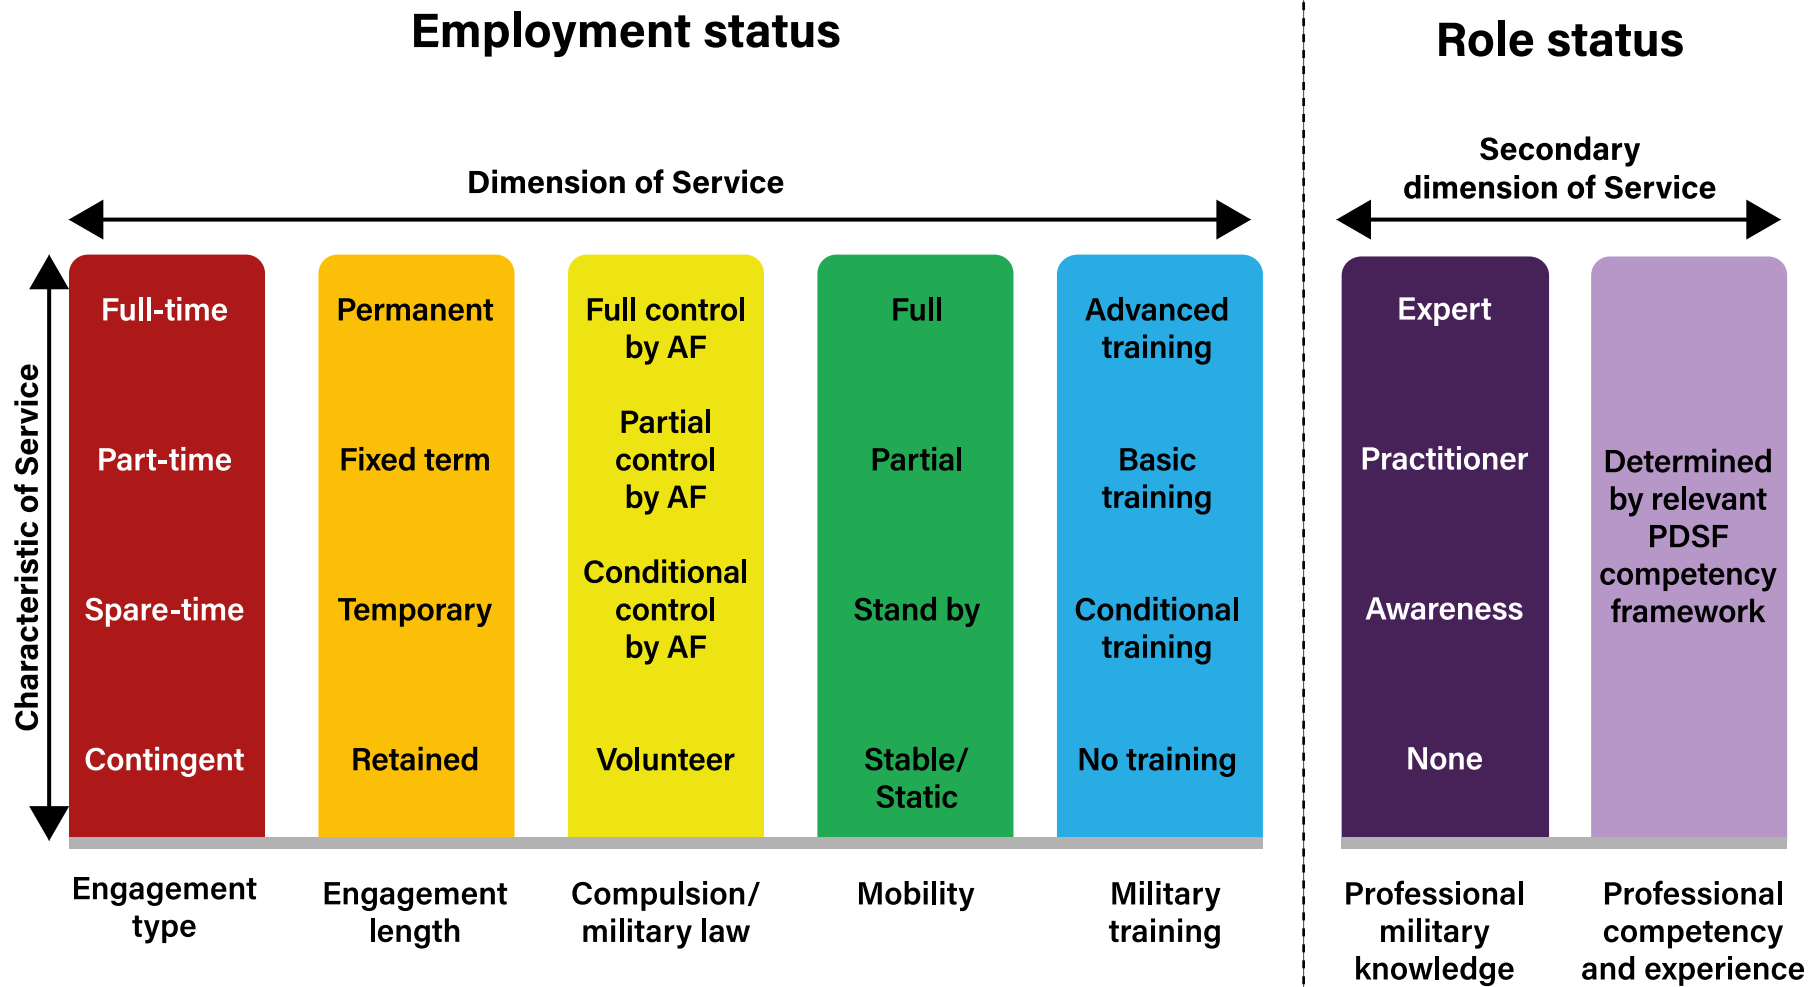 Employment status
Role status
Dimension of Service
Secondary
dimension of Service
Characteristic of Service
Full-time
Part-time
Spare-time
Contingent
Engagement
type
Permanent
Fixed term
Temporary
Retained
Engagement
length
Full control
by AF
Partial
control
by AF
Conditional
control
by AF
Volunteer
Compulsion/
military law
Full
Partial
Stand by
Stable/
Static
Mobility
Advanced
training
Basic
training
Conditional
training
No training
Military
training
Expert
Practitioner
Awareness
None
Professional
military
knowledge
Determined
by relevant
PDSF
competency
framework
Professional
competency
and experience